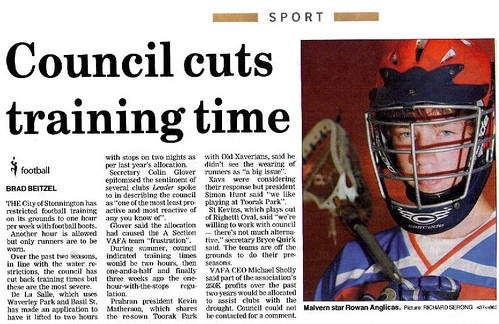 SPORT
Council cuts
training time
football
BRAD BEITZEL
THE City of Stonnington has
restricted football training
on its grounds to one hour
per week with football boots.
Another hour is allowed
but only runners are to be
worn.
Over the past two seasons,
in line with the water re-
strictions, the council has
cut back training times but
these are the most severe.
De La Salle, which uses
Waverley Park and Basil St,
has made an application to
have it lifted to two hours
with stops on two nights as
per last year's allocation.
Secretary Colin Glover
epitomised the sentiment of
several clubs Leader spoke
to in describing the council
as "one of the most least pro-
active and most reactive of
any you know of".
Glover said the allocation
had caused the A Section
VAFA team "frustration".
During summer, council
indicated training times
would be two hours, then
one-and-a-half and finally
three weeks ago the one-
hour-with-the-stops regu-
lation.
Prahran president Kevin
Matherson, which shares
the re-sown Toorak Park
with Old Xaverians, said he
didn't see the wearing of
runners as "a big issue".
Xavs were considering
their response but president
Simon Hunt said "we like
playing at Toorak Park".
St Kevins, which plays out
of Righetti Oval, said "we're
willing to work with council
— there's not much alterna-
tive," secretary Bryce Quirk
said. The teams are off the
grounds to do their pre-
seasons.
VAFA CEO Michael Sholly
said part of the association's
250K profits over the past
two years would be allocated
to assist clubs with the
drought. Council could not
be contacted for a comment.
cascade
Malvern star Rowan Anglicas. Picture: RICHARD SERONG